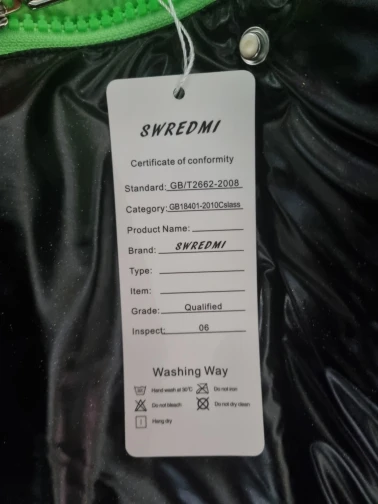 SWREDMI
Certificate of conformity
Standard: GB/T2662-2008
Category: GB18401-2010Cslass
Product Name:
Brand: SWREDMI
Type:
Item:
Grade: Qualified
Inspect: 06
Washing Way
Hand wash at 30℃ Do not iron
Do not bleach Do not dry clean
Hang dry